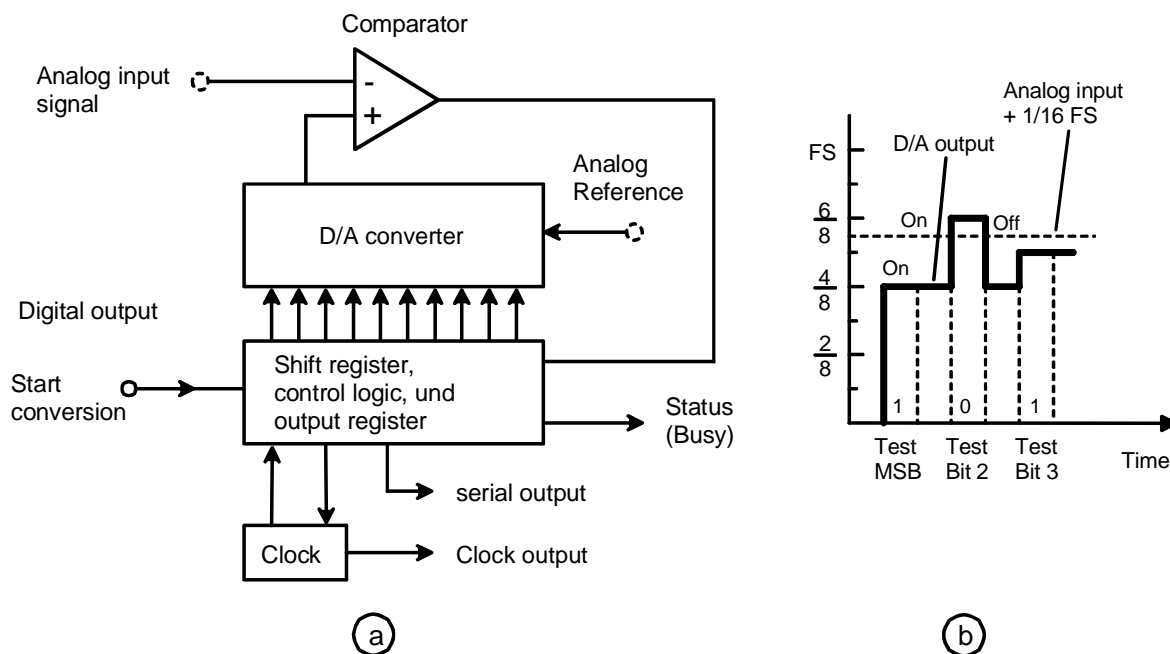 Comparator
Analog input
signal
-
+
Analog
Reference
D/A converter
Digital output
Start
conversion
Shift register,
control logic, und
output register
Status
(Busy)
serial output
Clock
Clock output
a
Analog input
+ 1/16 FS
D/A output
FS
6
8
On
Off
On
4
8
2
8
1
0
1
Test
MSB
Test
Bit 2
Test
Bit 3
Time
b